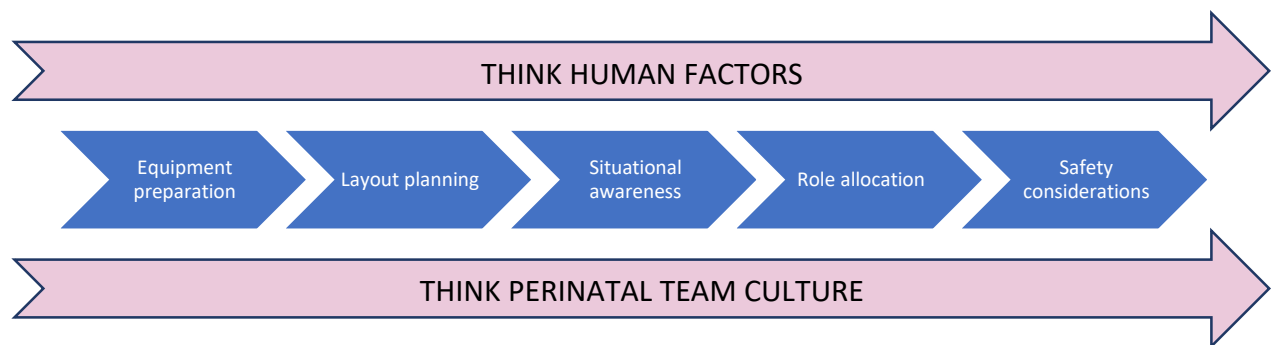 THINK HUMAN FACTORS
Equipment
preparation
Layout planning
Situational
awareness
Role allocation
Safety
considerations
THINK PERINATAL TEAM CULTURE